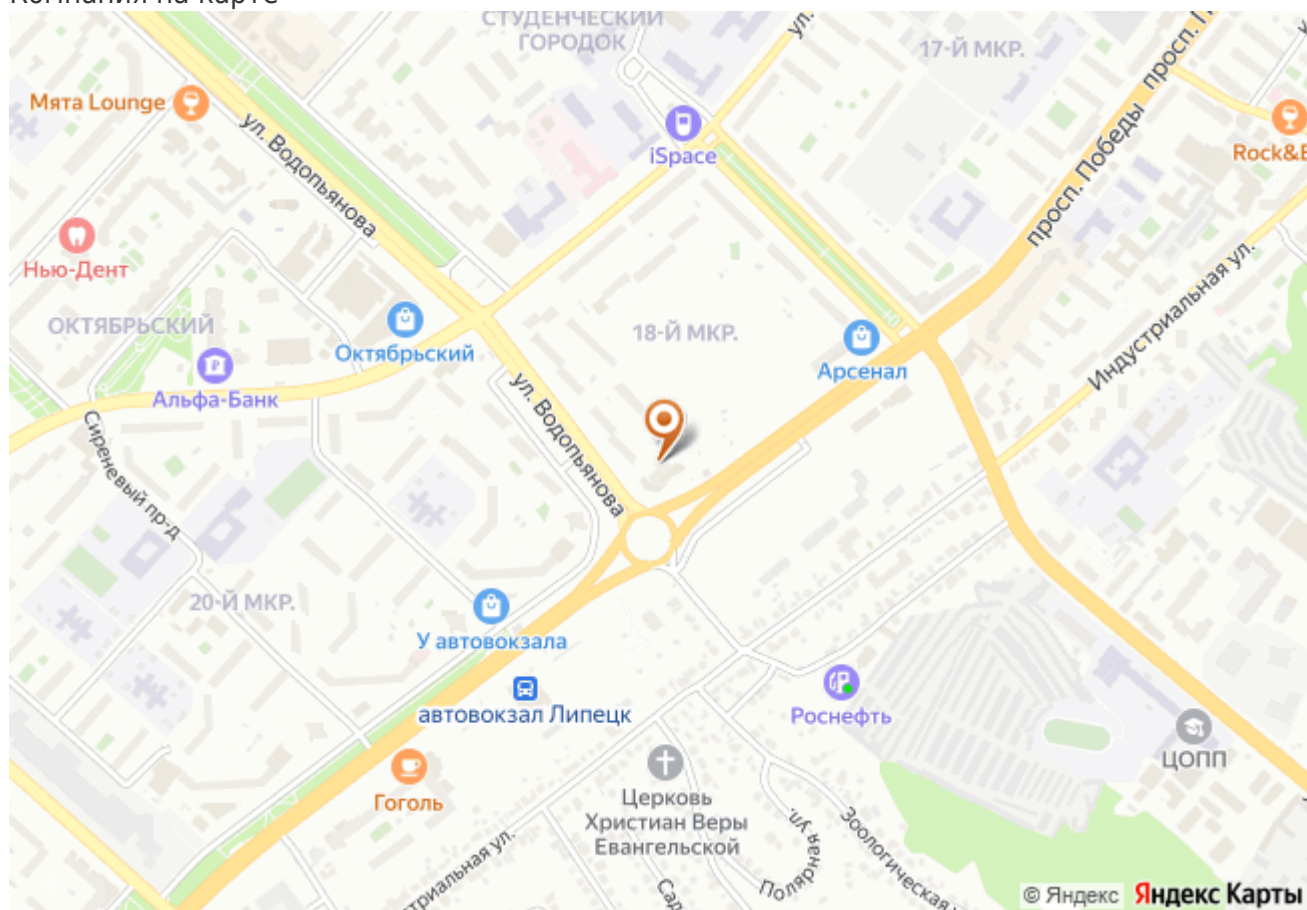 Компания на карте
СТУДЕНЧЕСКИЙ
ГОРОДОК
ул.
17-Й МКР.
просп. Победы
просп.
Мята Lounge
iSpace
Rock&
ул. Водопьянова
Нью-Дент
ОКТЯБРЬСКИЙ
Октябрьский
18-Й МКР.
Арсенал
Индустриальная ул.
Альфа-Банк
ул. Водопьянова
Сиреневый пр-д
20-Й МКР.
У автовокзала
автовокзал Липецк
Роснефть
ЦОПП
Гоголь
Церковь
Христиан Веры
Евангельской
Полярная ул.
Зоологическая
стриальная ул.
Сад
© Яндекс Яндекс Карты